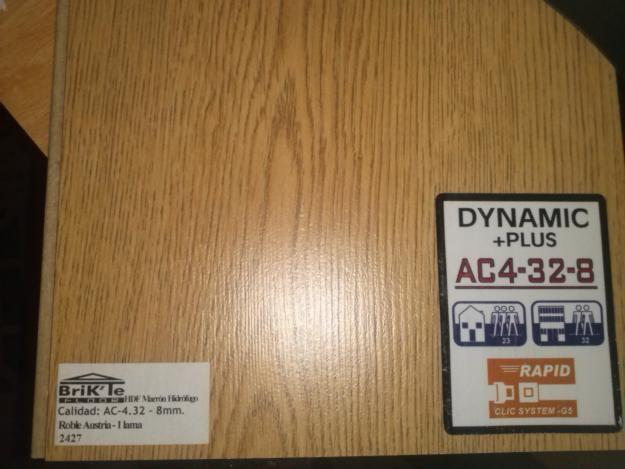 DYNAMIC
+PLUS
AC4-32-8
23
32
RAPID
CLIC SYSTEM-G5
BriK'Te
FLOOR HDF Marrón Hidrófugo
Calidad: AC-4.32 - 8mm.
Roble Austria - 1 lama
2427